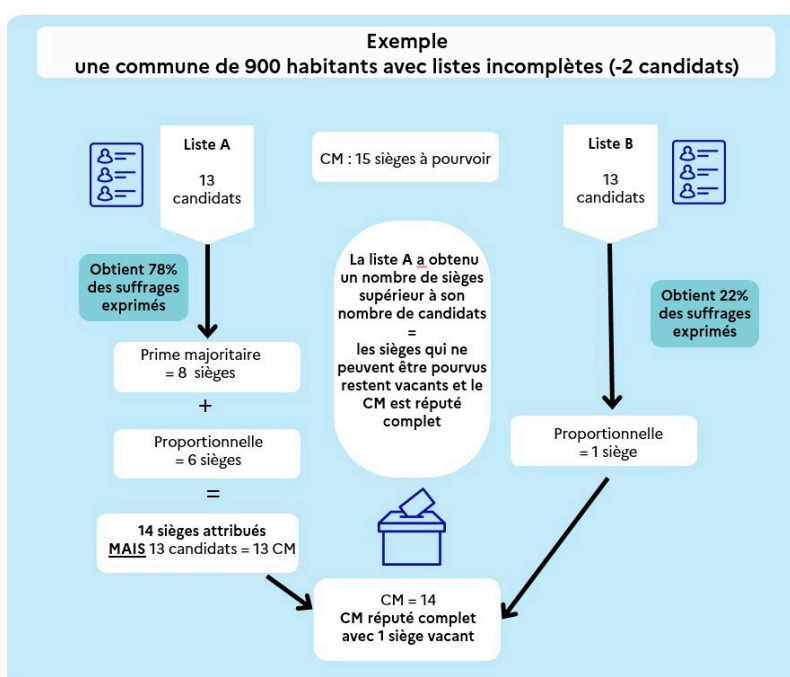 Exemple
une commune de 900 habitants avec listes incomplètes (-2 candidats)
Liste A
13
candidats
CM : 15 sièges à pourvoir
Liste B
13
candidats
Obtient 78%
des suffrages
exprimés
La liste A a obtenu
un nombre de sièges
supérieur à son
nombre de candidats
=
les sièges qui ne
peuvent être pourvus
restent vacants et le
CM est réputé
complet
Obtient 22%
des suffrages
exprimés
Prime majoritaire
= 8 sièges
+
Proportionnelle
= 6 sièges
=
14 sièges attribués
MAIS 13 candidats = 13 CM
Proportionnelle
= 1 siège
CM = 14
CM réputé complet
avec 1 siège vacant